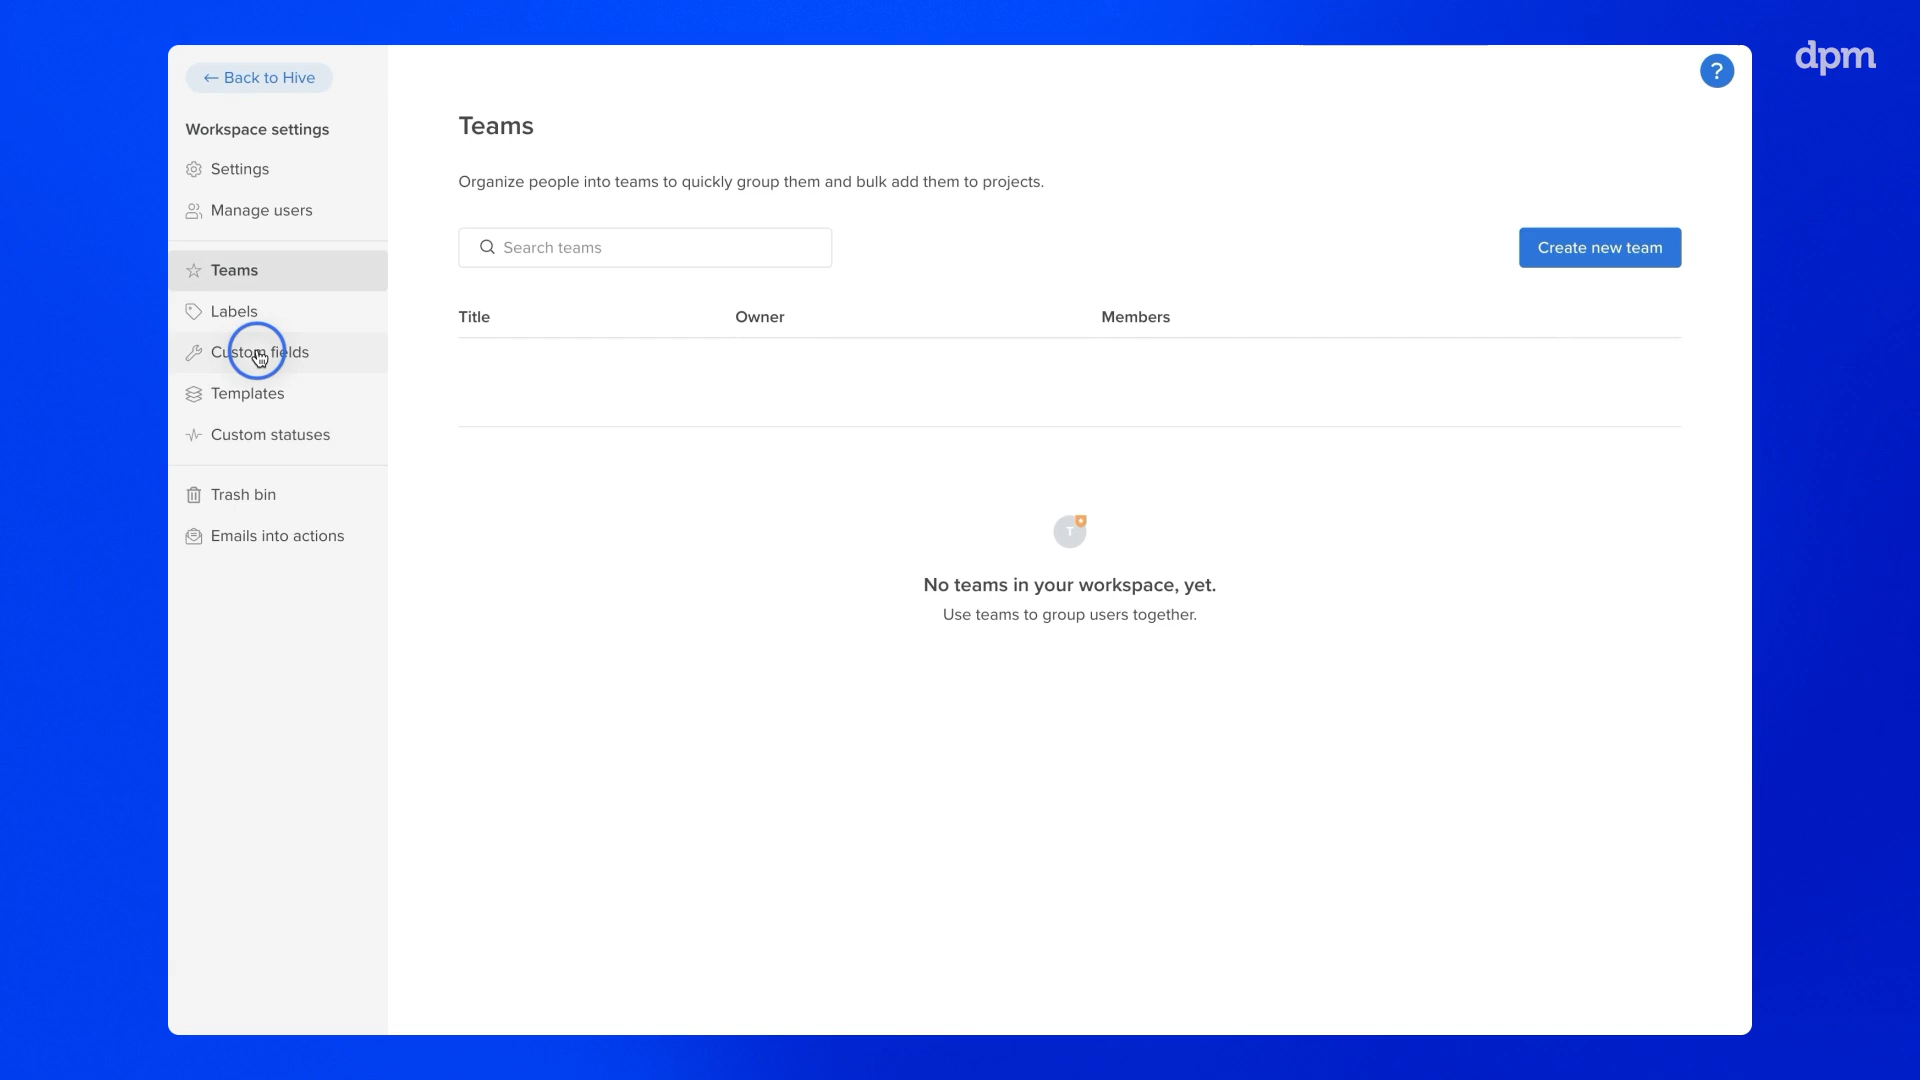 dpm
← Back to Hive
?
Workspace settings
Settings
Manage users
Teams
Labels
Custom fields
Templates
Custom statuses
Trash bin
Emails into actions
Teams
Organize people into teams to quickly group them and bulk add them to projects.
Search teams
Create new team
Title Owner Members
T
No teams in your workspace, yet.
Use teams to group users together.